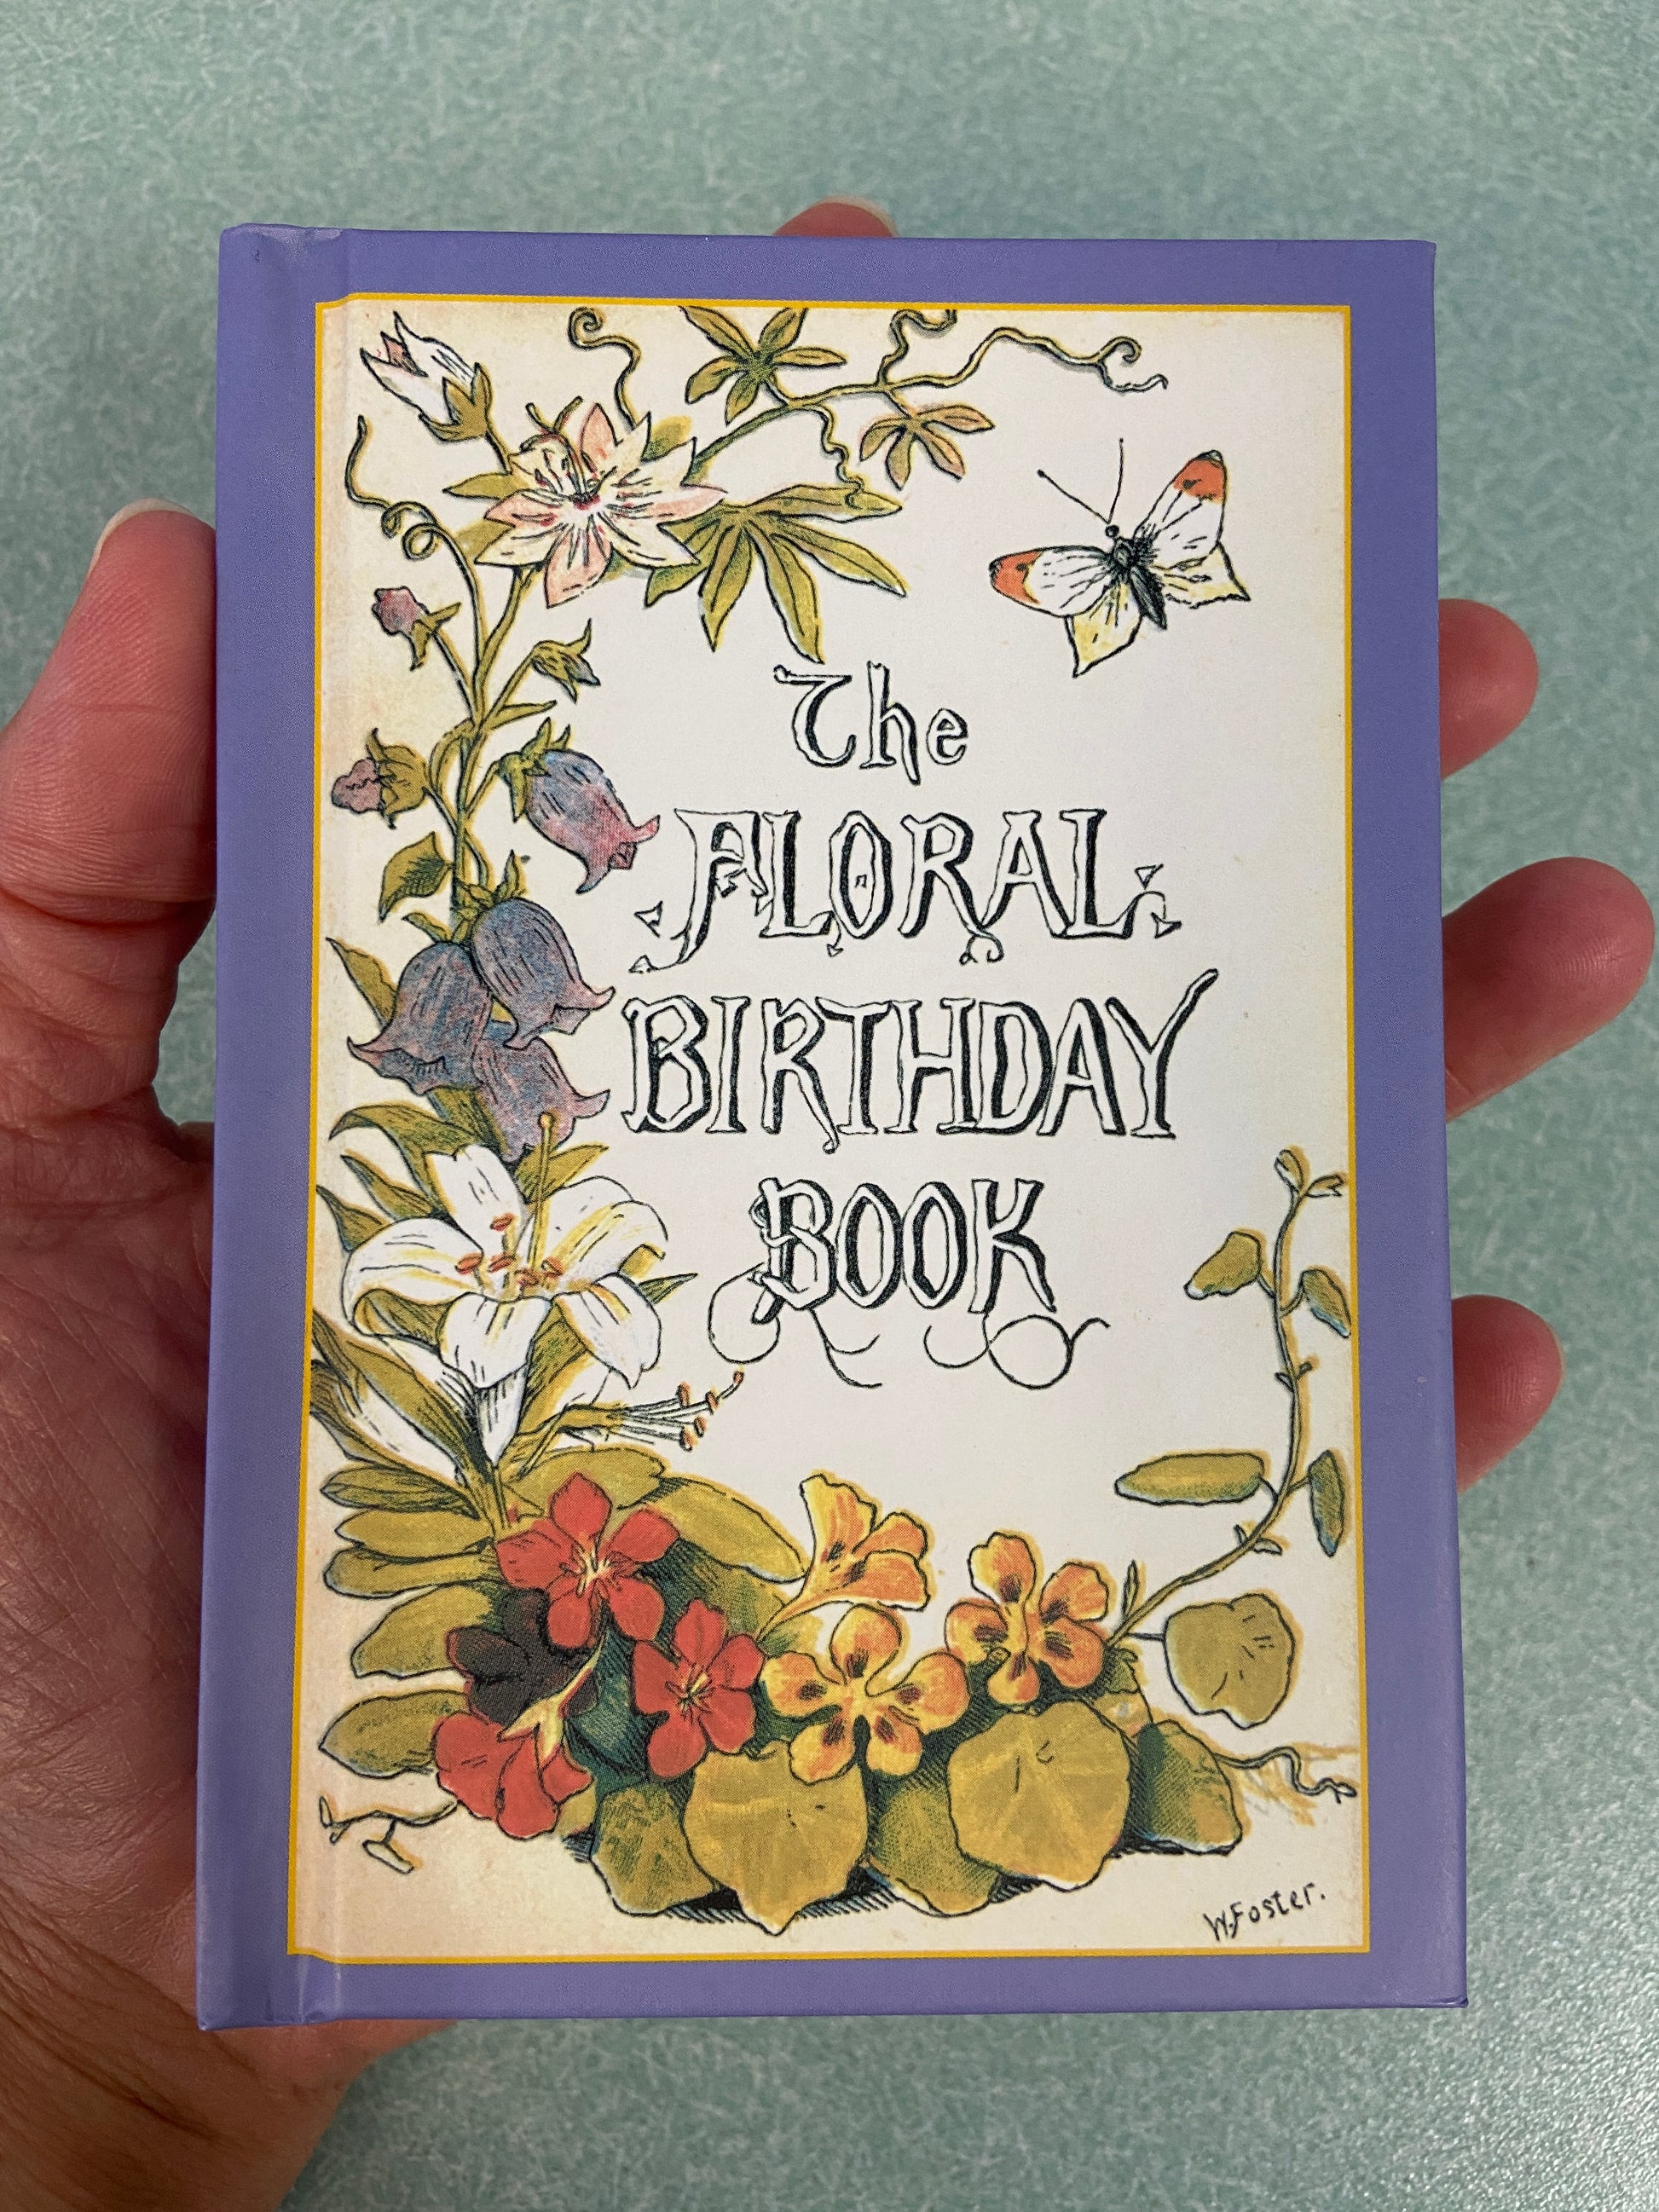 The
FLORAL
BIRTHDAY
BOOK
W.Foster.